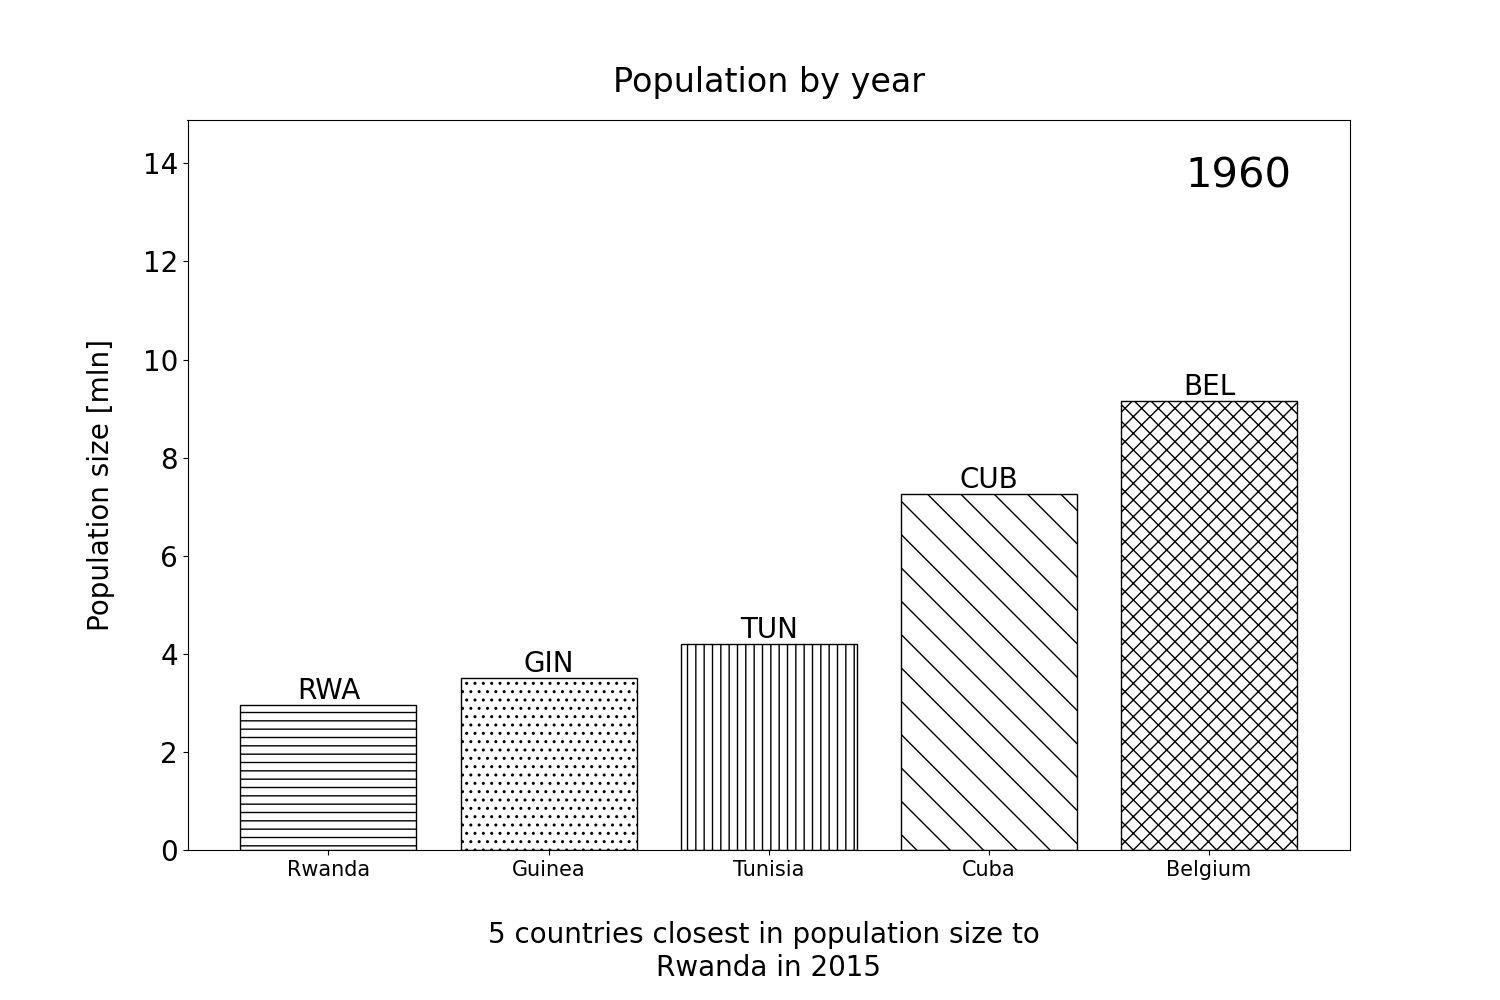 Population by year
1960
Population size [mln]
14
12
10
8
6
4
2
0
RWA
GIN
TUN
CUB
BEL
Rwanda
Guinea
Tunisia
Cuba
Belgium
5 countries closest in population size to
Rwanda in 2015